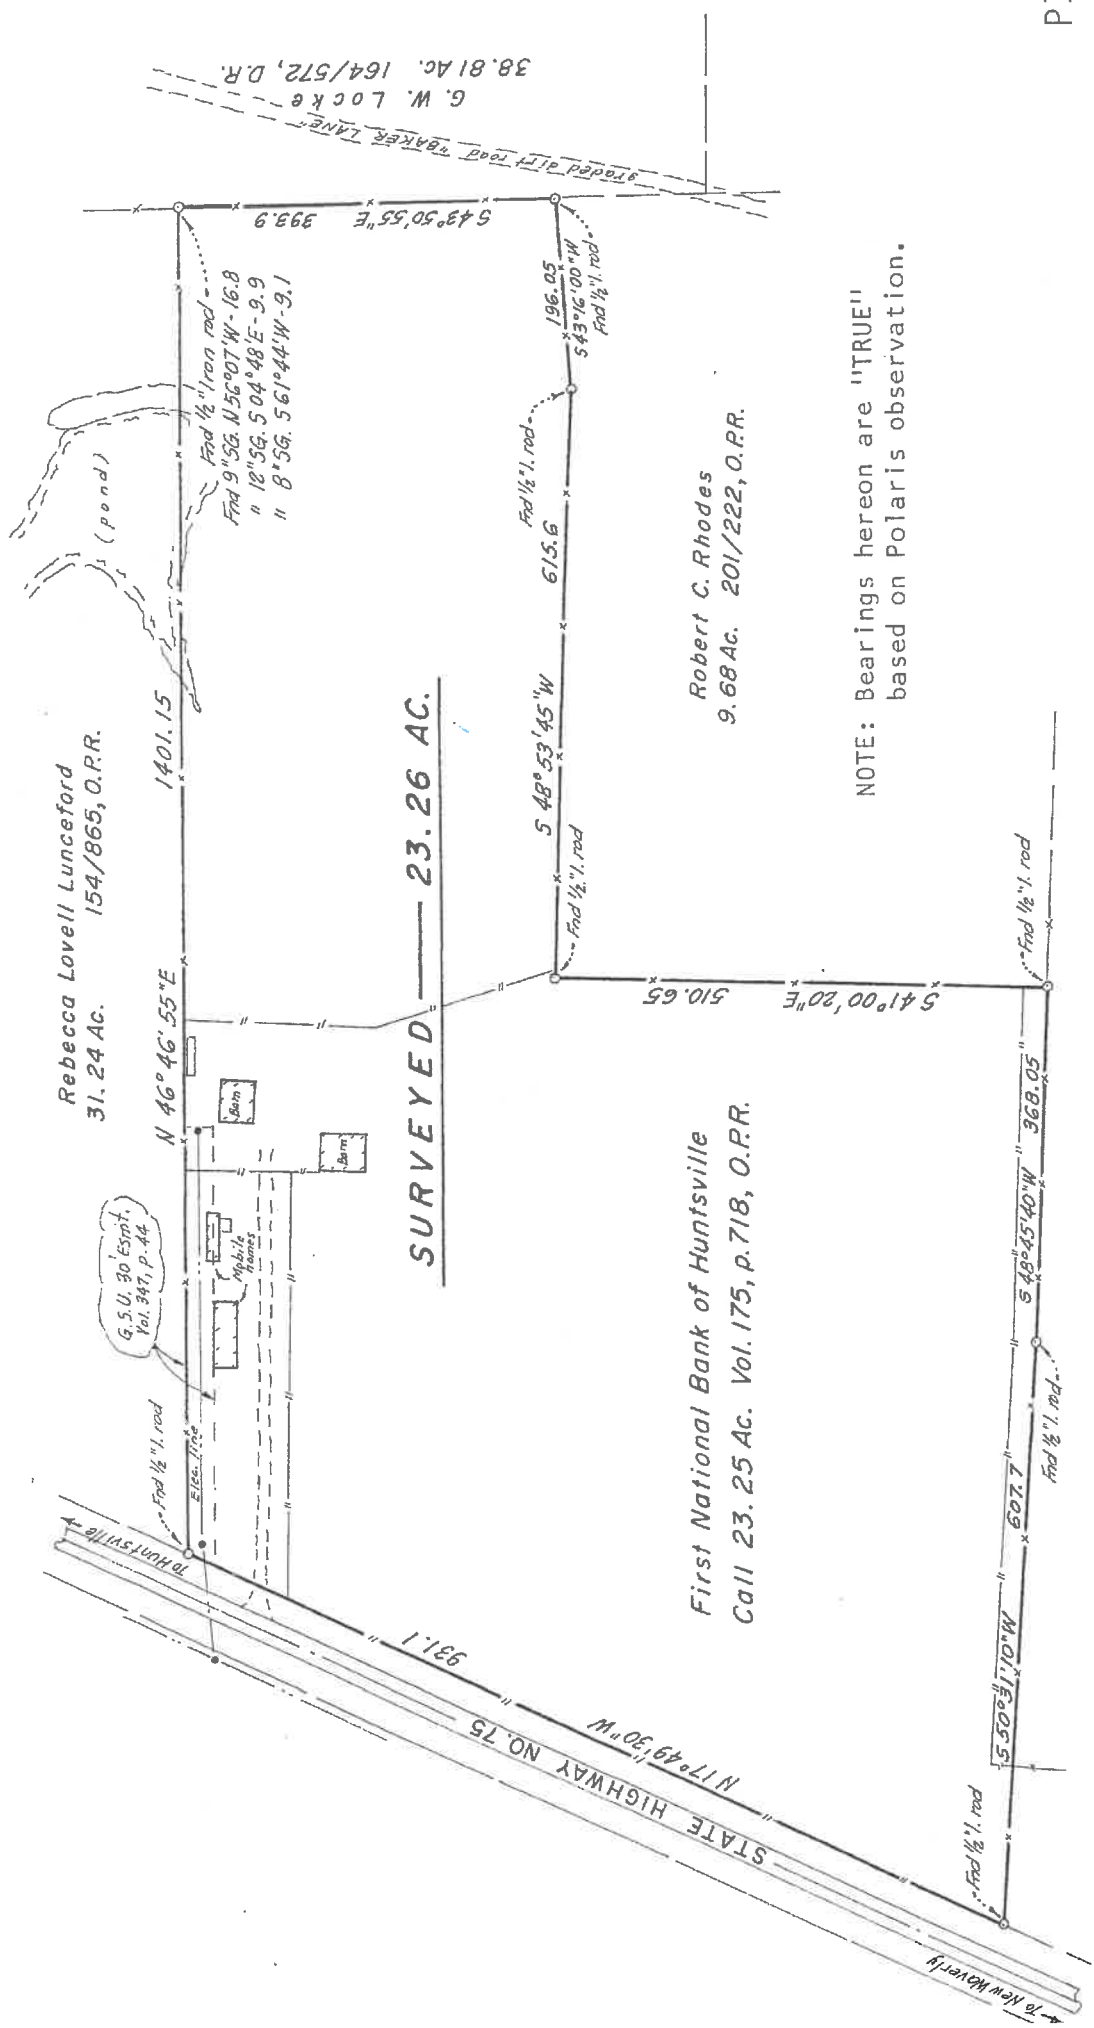 Rebecca Lovell Lunceford
31.24 Ac. 154/865, O.P.R.
G.S.U. 30' Esmt.
Vol. 347, p. 44
N 46° 46' 55" E
1401.15
(pond)
Fnd ½" I. rod
Elec. line
Mobile
homes
Barn
Barn
Fnd ½" Iron rod
Fnd 9" SG. N 56° 07' W - 16.8
" 12" SG. S 04° 48' E - 9.9
" 8" SG. S 61° 44' W - 9.1
S 43° 50' 55" E 393.9
G. W. Locke
38.81 Ac. 164/572, D.R.
graded dirt road "BAKER LANE"
SURVEYED — 23.26 AC.
196.05
S 43° 16' 00" W
Fnd ½" I. rod
Fnd ½" I. rod
S 48° 53' 45" W 615.6
Fnd ½" I. rod
Robert C. Rhodes
9.68 Ac. 201/222, O.P.R.
S 41° 00' 20" E 510.65
First National Bank of Huntsville
Call 23.25 Ac. Vol. 175, p. 718, O.P.R.
NOTE: Bearings hereon are "TRUE"
based on Polaris observation.
Fnd ½" I. rod
S 48° 45' 40" W 368.05
Fnd ½" I. rod
S 50° 31' 10" W 607.7
Fnd ½" I. rod
N 17° 49' 30" W 931.1
STATE HIGHWAY NO. 75
To Huntsville
To New Waverly